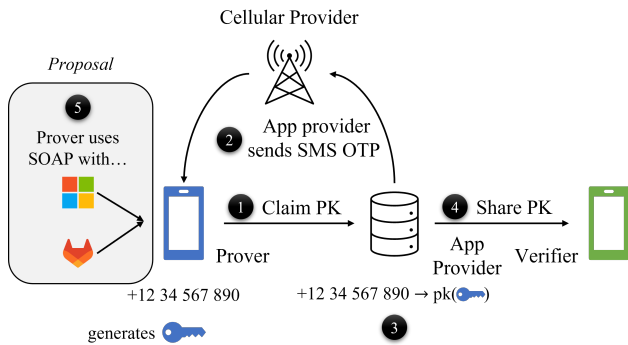 Cellular Provider
Proposal
5
Prover uses
SOAP with…
2
App provider
sends SMS OTP
1
Claim PK
4
Share PK
Prover
App
Provider
Verifier
+12 34 567 890
+12 34 567 890 → pk( )
3
generates